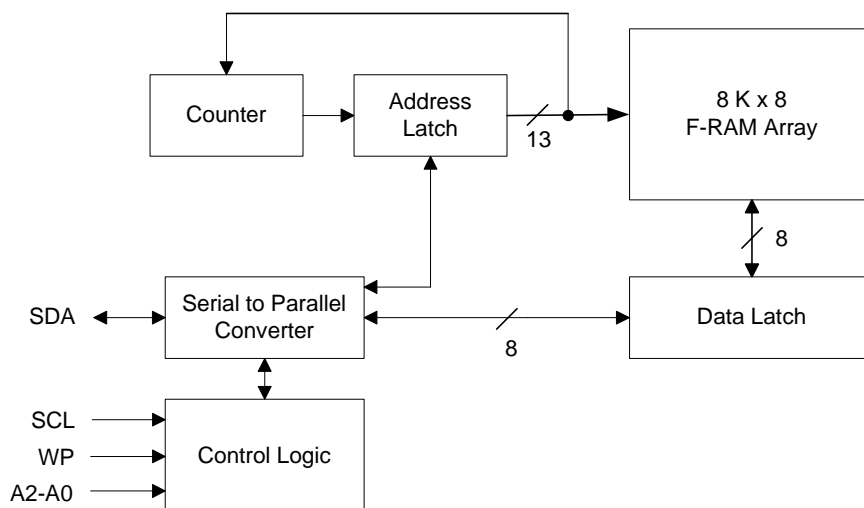 Counter
Address
Latch
13
8 K x 8
F-RAM Array
8
SDA
Serial to Parallel
Converter
8
Data Latch
SCL
WP
A2-A0
Control Logic